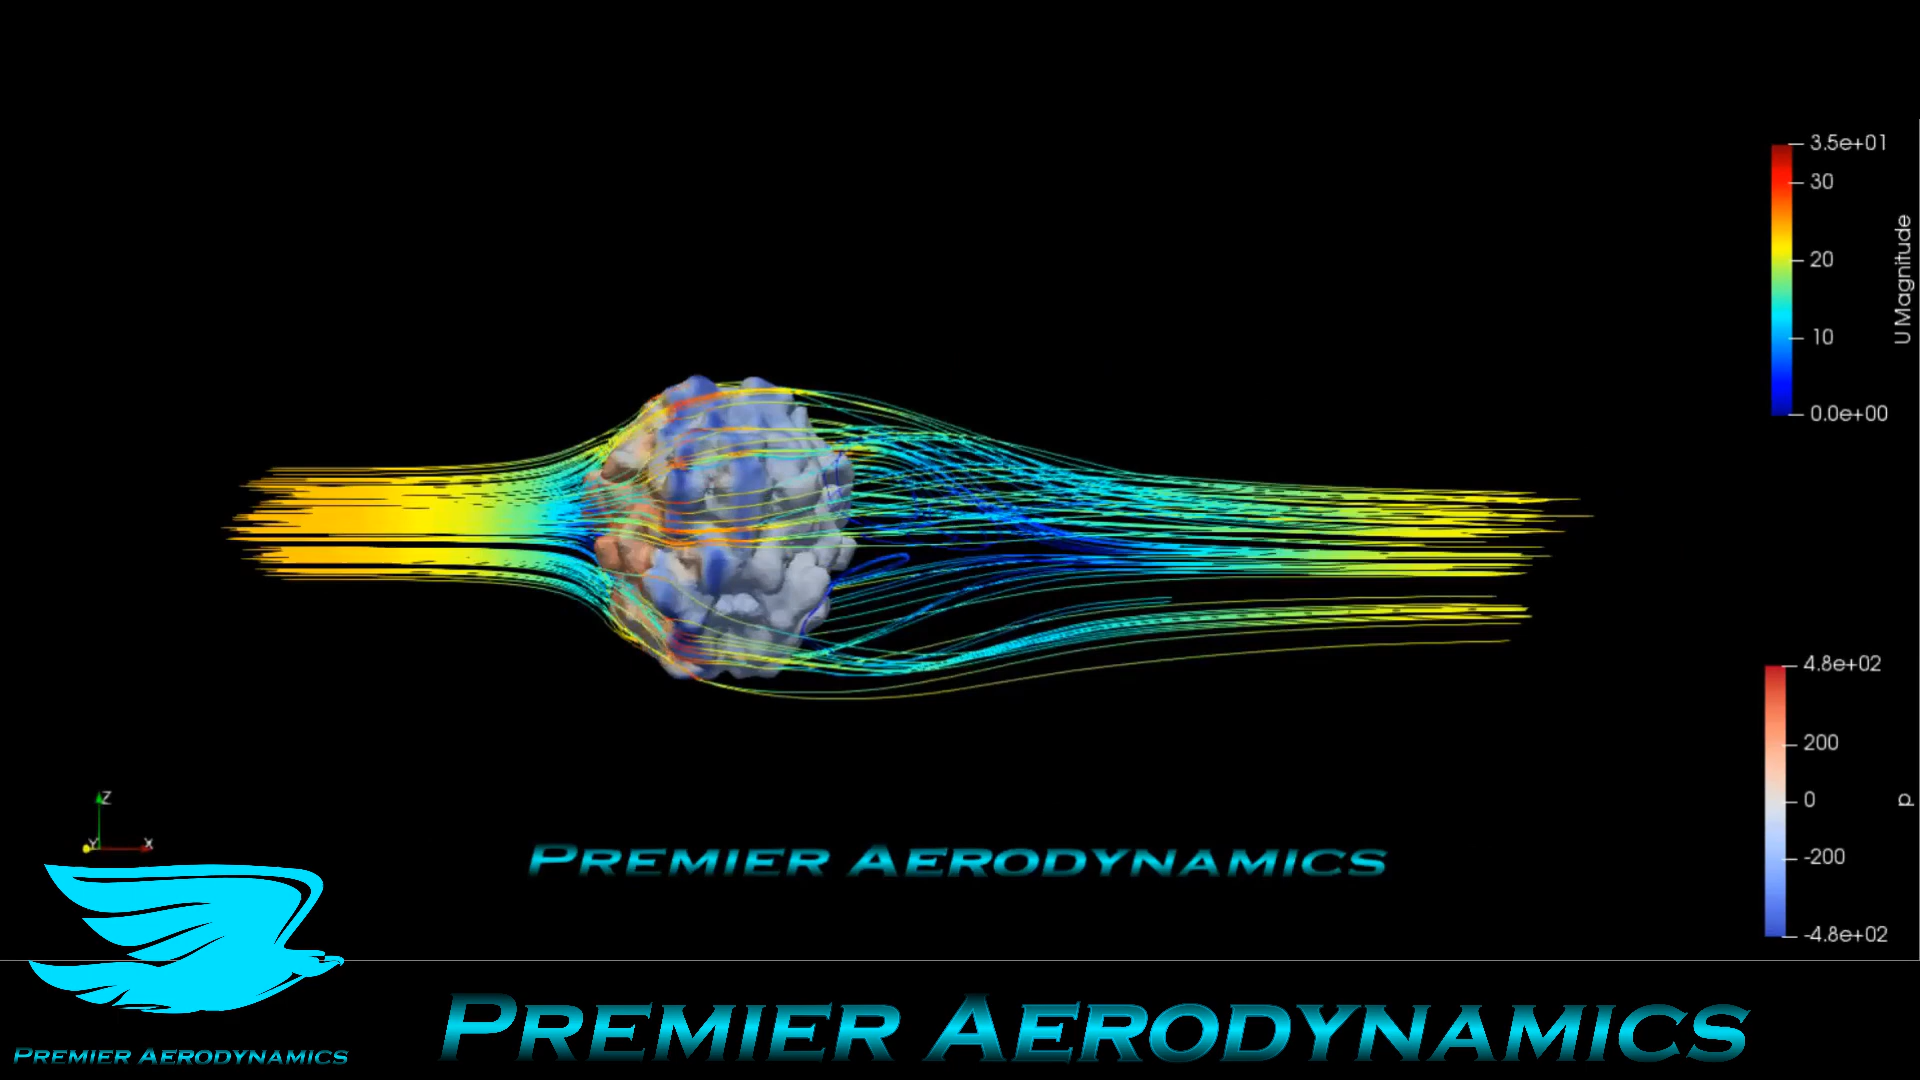 3.5e+01
30
20
10
0.0e+00
U Magnitude
4.8e+02
200
0
-200
-4.8e+02
p
Z
Y
X
PREMIER AERODYNAMICS
PREMIER AERODYNAMICS
PREMIER AERODYNAMICS